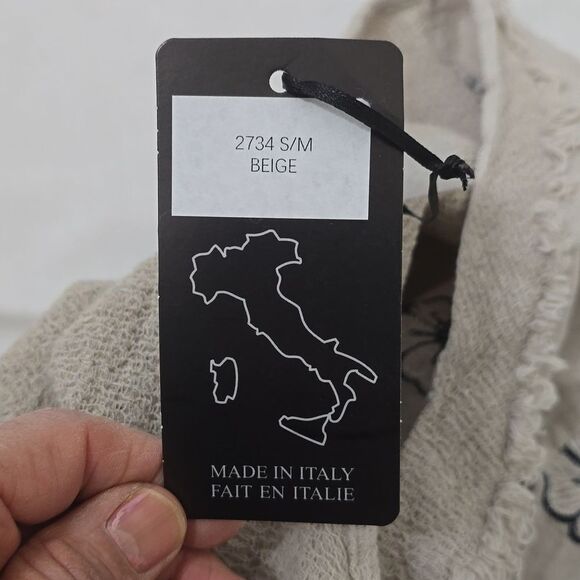 2734 S/M
BEIGE
MADE IN ITALY
FAIT EN ITALIE